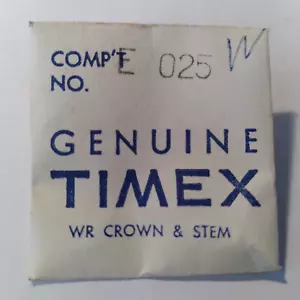 COMP'T E 025 W
NO.
GENUINE
TIMEX
WR CROWN & STEM